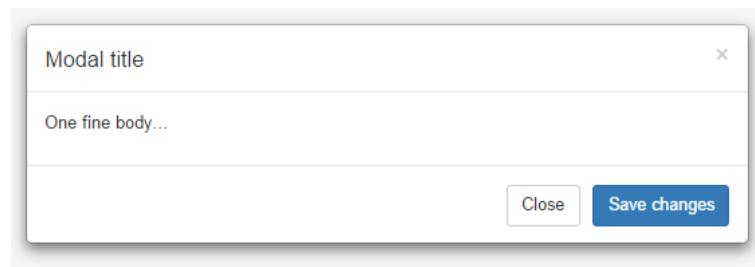 Modal title ×
One fine body…
Close Save changes